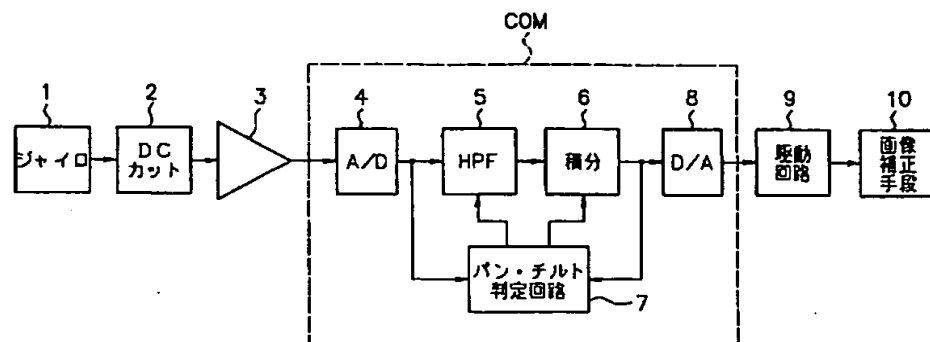 COM
1
2
3
4
5
6
8
9
10
ジャイロ
DC
カット
A/D
HPF
積分
D/A
駆動
回路
画像
補正
手段
パン・チルト
判定回路
7